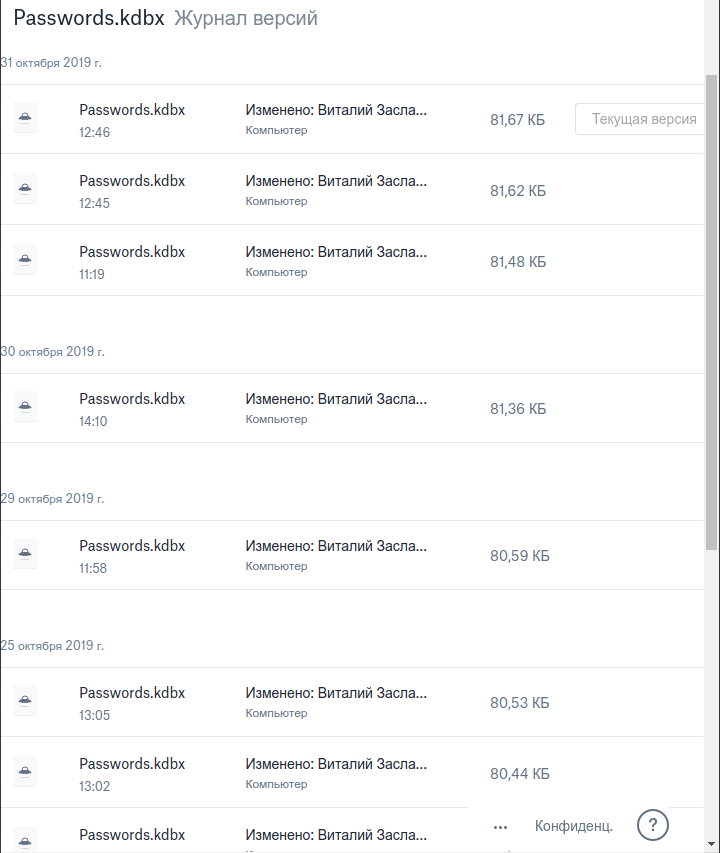 Passwords.kdbx Журнал версий
31 октября 2019 г.
Passwords.kdbx Изменено: Виталий Засла... 81,67 КБ Текущая версия
12:46 Компьютер
Passwords.kdbx Изменено: Виталий Засла... 81,62 КБ
12:45 Компьютер
Passwords.kdbx Изменено: Виталий Засла... 81,48 КБ
11:19 Компьютер
30 октября 2019 г.
Passwords.kdbx Изменено: Виталий Засла... 81,36 КБ
14:10 Компьютер
29 октября 2019 г.
Passwords.kdbx Изменено: Виталий Засла... 80,59 КБ
11:58 Компьютер
25 октября 2019 г.
Passwords.kdbx Изменено: Виталий Засла... 80,53 КБ
13:05 Компьютер
Passwords.kdbx Изменено: Виталий Засла... 80,44 КБ
13:02 Компьютер
Passwords.kdbx Изменено: Виталий Засла...
... Конфиденц. ?